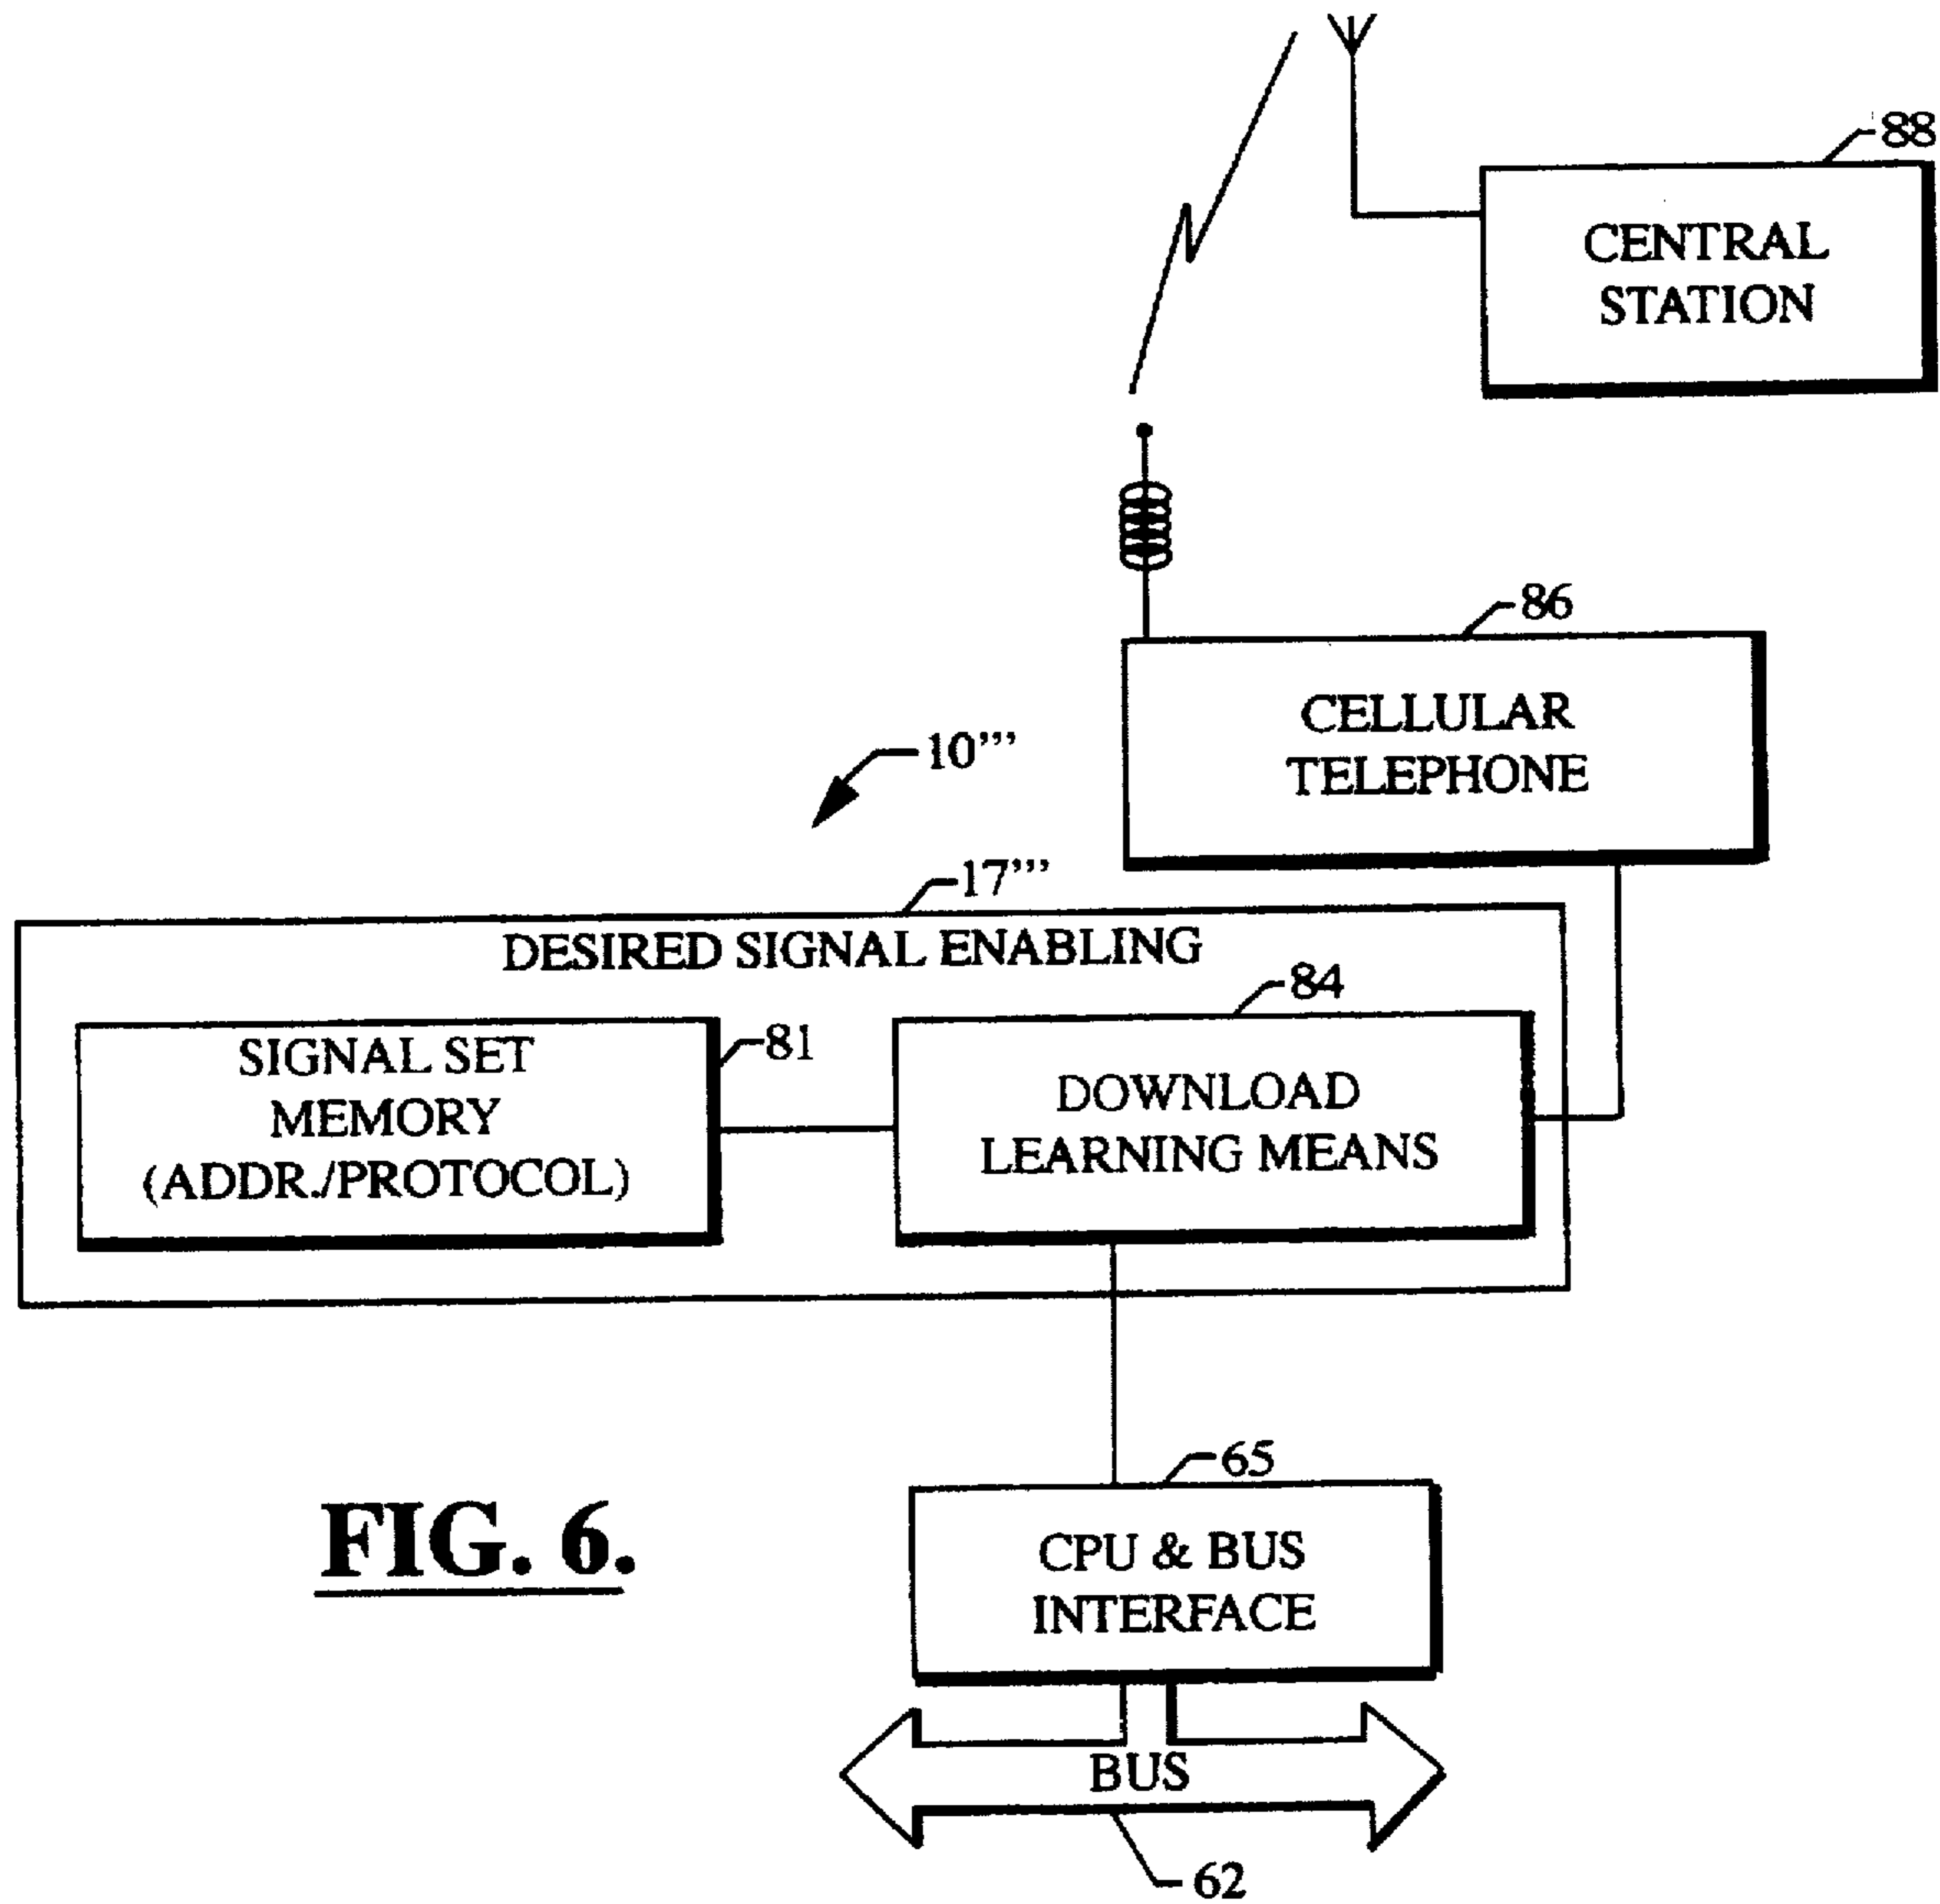 88
CENTRAL
STATION
86
CELLULAR
TELEPHONE
10’’’
17’’’
DESIRED SIGNAL ENABLING
84
81
SIGNAL SET
MEMORY
(ADDR./PROTOCOL)
DOWNLOAD
LEARNING MEANS
65
CPU & BUS
INTERFACE
FIG. 6.
BUS
62